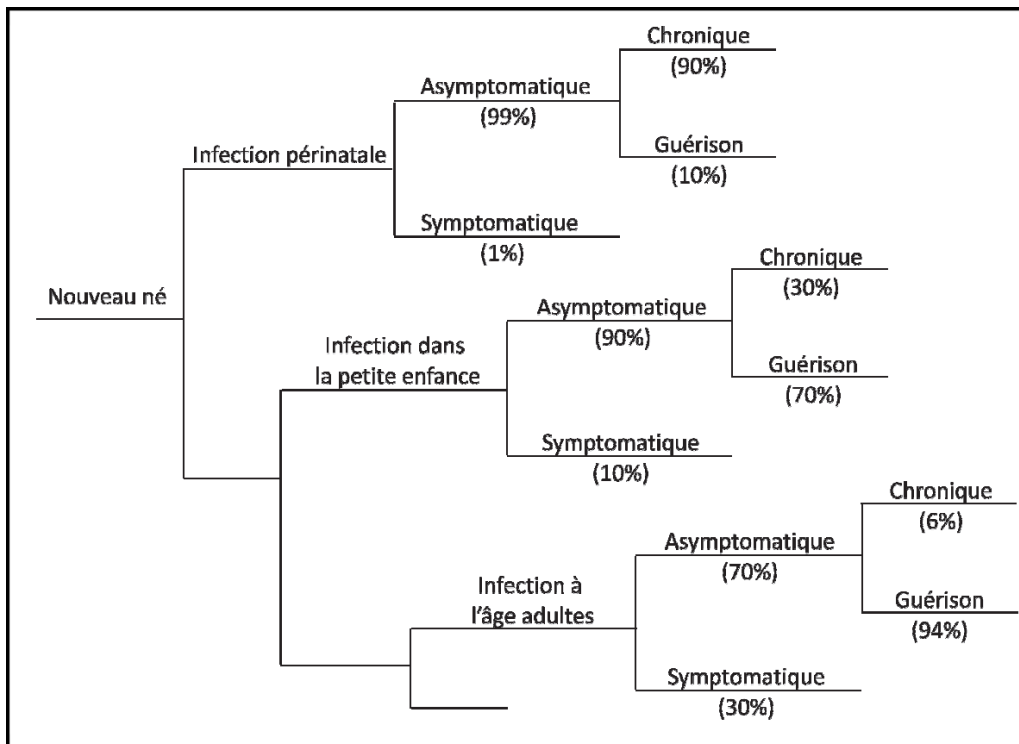 Chronique
(90%)
Asymptomatique
(99%)
Guérison
(10%)
Infection périnatale
Symptomatique
(1%)
Chronique
(30%)
Nouveau né
Asymptomatique
(90%)
Infection dans
la petite enfance
Guérison
(70%)
Symptomatique
(10%)
Chronique
(6%)
Asymptomatique
(70%)
Infection à
l'âge adultes
Guérison
(94%)
Symptomatique
(30%)